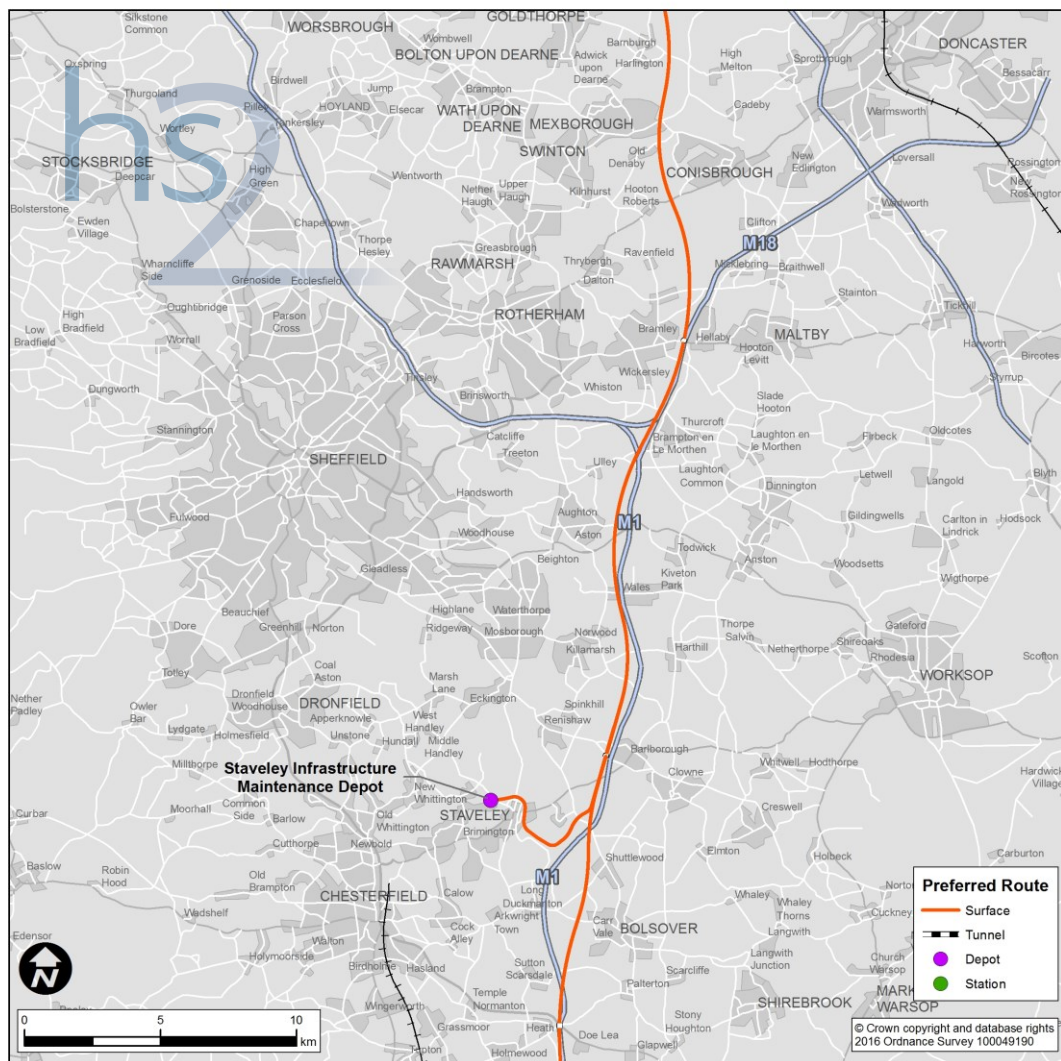 Silkstone
Common
WORSBROUGH
Wombwell
GOLDTHORPE
BOLTON UPON DEARNE
Barnburgh
Adwick
upon
Dearne
Harlington
High
Melton
Sprotbrough
DONCASTER
Bessacarr
Oxspring
Thurgoland
Birdwell
Jump
Brampton
Pilley
HOYLAND
Elsecar
Cadeby
Warmsworth
Wortley
Tankersley
WATH UPON
DEARNE
MEXBOROUGH
hs2
STOCKSBRIDGE
Deepcar
High
Green
Wentworth
SWINTON
Old
Denaby
CONISBROUGH
New
Edlington
Loversall
Rossington
New
Rossington
Bolsterstone
Ewden
Village
Chapeltown
Nether
Haugh
Upper
Haugh
Kilnhurst
Hooton
Roberts
Clifton
Wadworth
Thorpe
Hesley
Greasbrough
Ravenfield
M18
Wharncliffe
Side
Grenoside
Ecclesfield
RAWMARSH
Thrybergh
Dalton
Micklebring
Braithwell
Stainton
Oughtibridge
High
Bradfield
Parson
Cross
ROTHERHAM
Tickhill
Low
Bradfield
Worrall
Bramley
Hellaby
MALTBY
Hooton
Levitt
Harworth
Bircotes
Dungworth
Tinsley
Wickersley
Styrrup
Brinsworth
Whiston
Slade
Hooton
Stannington
Catcliffe
Treeton
Thurcroft
Brampton en
Le Morthen
Laughton en
le Morthen
Firbeck
Oldcotes
SHEFFIELD
Ulley
Laughton
Common
Letwell
Langold
Blyth
Handsworth
Dinnington
Fulwood
Aughton
Aston
M1
Gildingwells
Carlton in
Lindrick
Hodsock
Woodhouse
Gleadless
Beighton
Todwick
Anston
Woodsetts
Kiveton
Park
Wales
Wigthorpe
Beauchief
Highlane
Ridgeway
Waterthorpe
Mosborough
Dore
Greenhill
Norton
Norwood
Killamarsh
Harthill
Thorpe
Salvin
Netherthorpe
Shireoaks
Gateford
Rhodesia
Scofton
Totley
Coal
Aston
WORKSOP
Nether
Padley
Owler
Bar
Dronfield
Woodhouse
DRONFIELD
Apperknowle
Marsh
Lane
Eckington
Spinkhill
Renishaw
Lydgate
Holmesfield
Unstone
West
Handley
Hundall
Middle
Handley
Barlborough
Whitwell
Hodthorpe
Millthorpe
Staveley Infrastructure
Maintenance Depot
New
Whittington
Clowne
Hardwick
Village
Curbar
Moorhall
Common
Side
Barlow
Old
Whittington
STAVELEY
Brimington
Creswell
Cutthorpe
Newbold
Elmton
Holbeck
Carburton
Baslow
Robin
Hood
Old
Brampton
CHESTERFIELD
Calow
M1
Long
Duckmanton
Arkwright
Town
Shuttlewood
Whaley
Whaley
Thorns
Langwith
Norton
Cuckney
Wadshelf
Edensor
Walton
Holymoorside
Birdholme
Hasland
Cock
Alley
Carr
Vale
BOLSOVER
Langwith
Junction
Church
Warsop
Sutton
Scarsdale
Palterton
Scarcliffe
Temple
Normanton
Wingerworth
Grassmoor
Heath
Doe Lea
Stony
Houghton
SHIREBROOK
WARSOP
Tupton
Holmewood
Glapwell
Preferred Route
Surface
Tunnel
Depot
Station
N
0 5 10
km
© Crown copyright and database rights
2016 Ordnance Survey 100049190